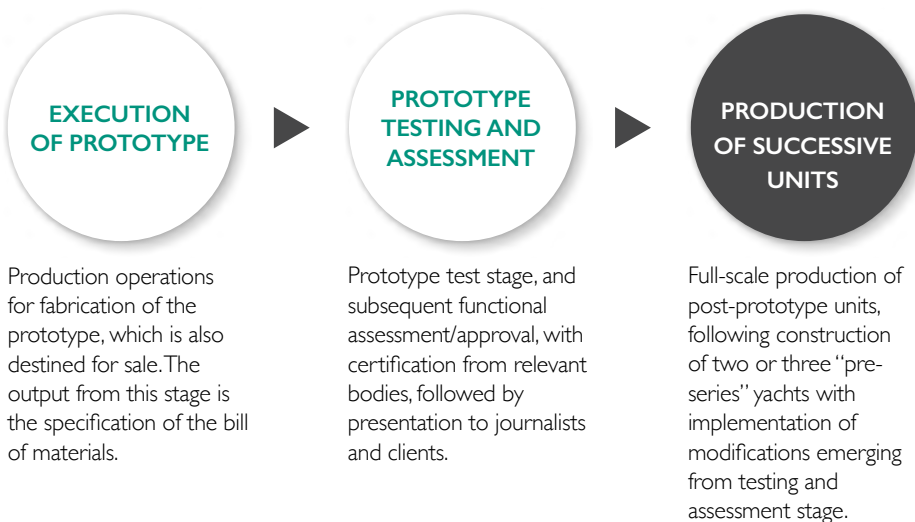 EXECUTION
OF PROTOTYPE
PROTOTYPE
TESTING AND
ASSESSMENT
PRODUCTION
OF SUCCESSIVE
UNITS
Production operations
for fabrication of the
prototype, which is also
destined for sale. The
output from this stage is
the specification of the bill
of materials.
Prototype test stage, and
subsequent functional
assessment/approval, with
certification from relevant
bodies, followed by
presentation to journalists
and clients.
Full-scale production of
post-prototype units,
following construction
of two or three “pre-
series” yachts with
implementation of
modifications emerging
from testing and
assessment stage.